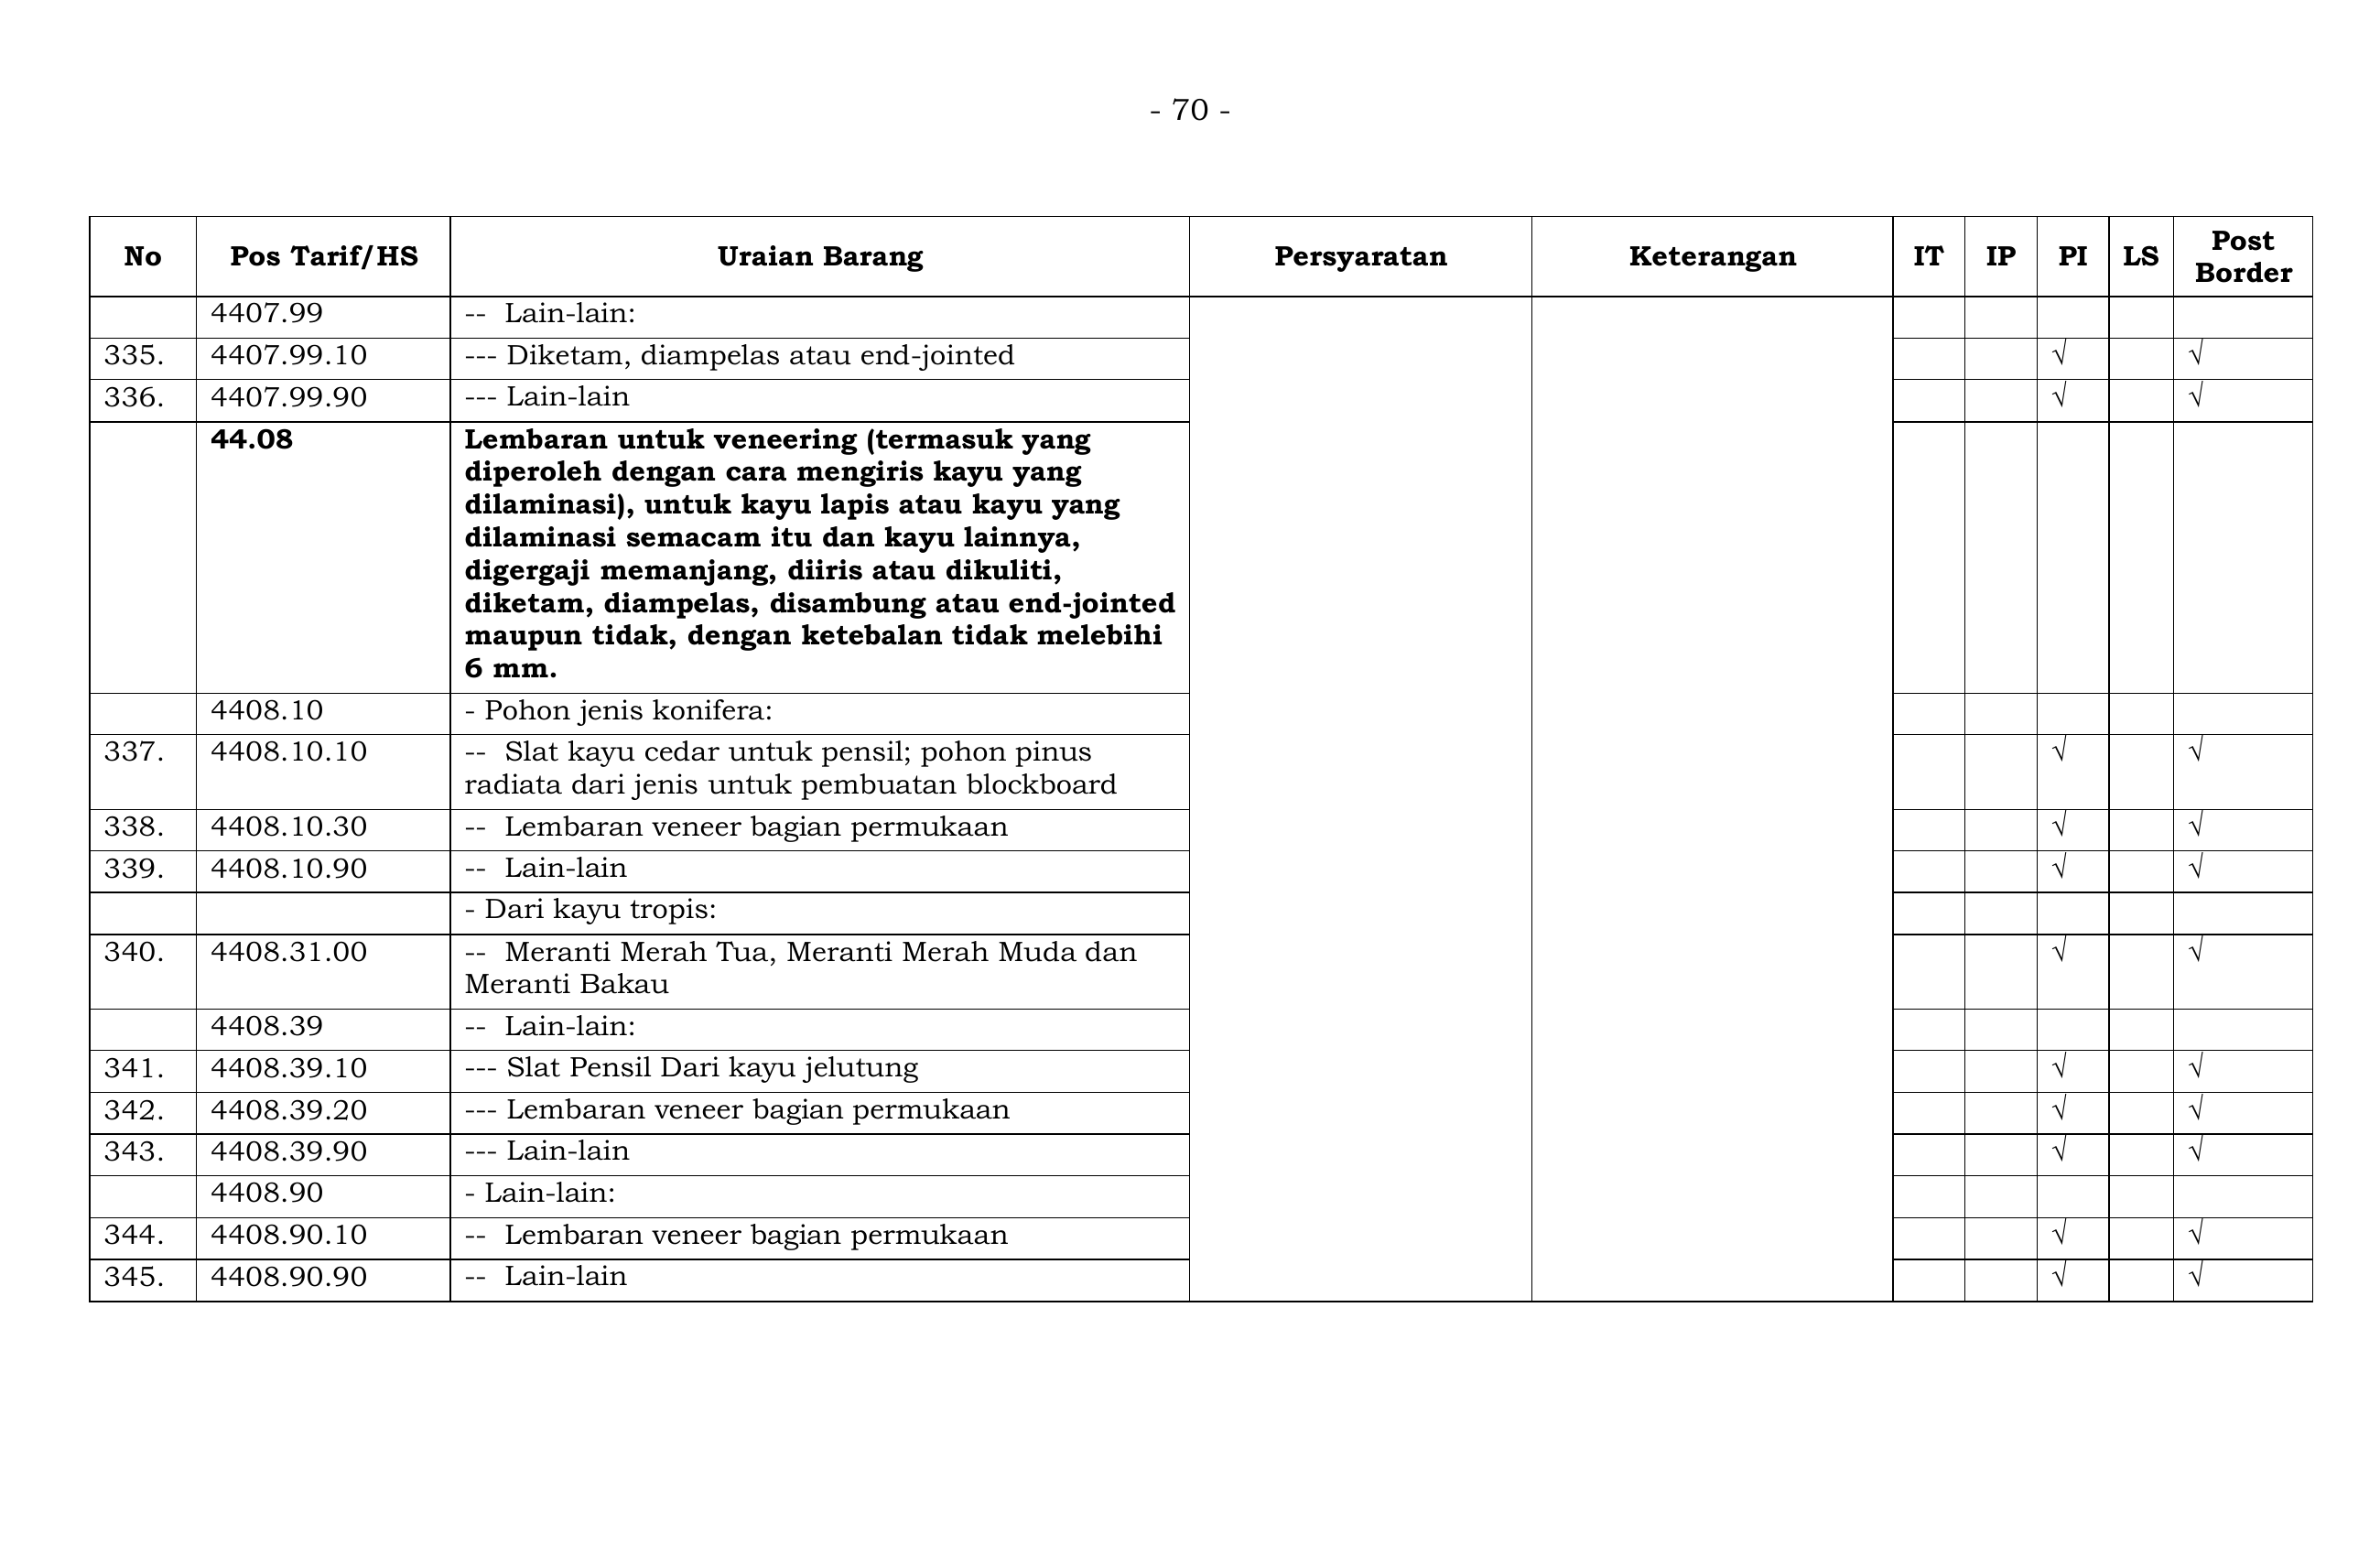 - 70 -
No Pos Tarif/HS Uraian Barang Persyaratan Keterangan IT IP PI LS Post Border
4407.99 -- Lain-lain:
335. 4407.99.10 --- Diketam, diampelas atau end-jointed √ √
336. 4407.99.90 --- Lain-lain √ √
44.08 Lembaran untuk veneering (termasuk yang
diperoleh dengan cara mengiris kayu yang
dilaminasi), untuk kayu lapis atau kayu yang
dilaminasi semacam itu dan kayu lainnya,
digergaji memanjang, diiris atau dikuliti,
diketam, diampelas, disambung atau end-jointed
maupun tidak, dengan ketebalan tidak melebihi
6 mm.
4408.10 - Pohon jenis konifera:
337. 4408.10.10 -- Slat kayu cedar untuk pensil; pohon pinus √ √
radiata dari jenis untuk pembuatan blockboard
338. 4408.10.30 -- Lembaran veneer bagian permukaan √ √
339. 4408.10.90 -- Lain-lain √ √
- Dari kayu tropis:
340. 4408.31.00 -- Meranti Merah Tua, Meranti Merah Muda dan √ √
Meranti Bakau
4408.39 -- Lain-lain:
341. 4408.39.10 --- Slat Pensil Dari kayu jelutung √ √
342. 4408.39.20 --- Lembaran veneer bagian permukaan √ √
343. 4408.39.90 --- Lain-lain √ √
4408.90 - Lain-lain:
344. 4408.90.10 -- Lembaran veneer bagian permukaan √ √
345. 4408.90.90 -- Lain-lain √ √